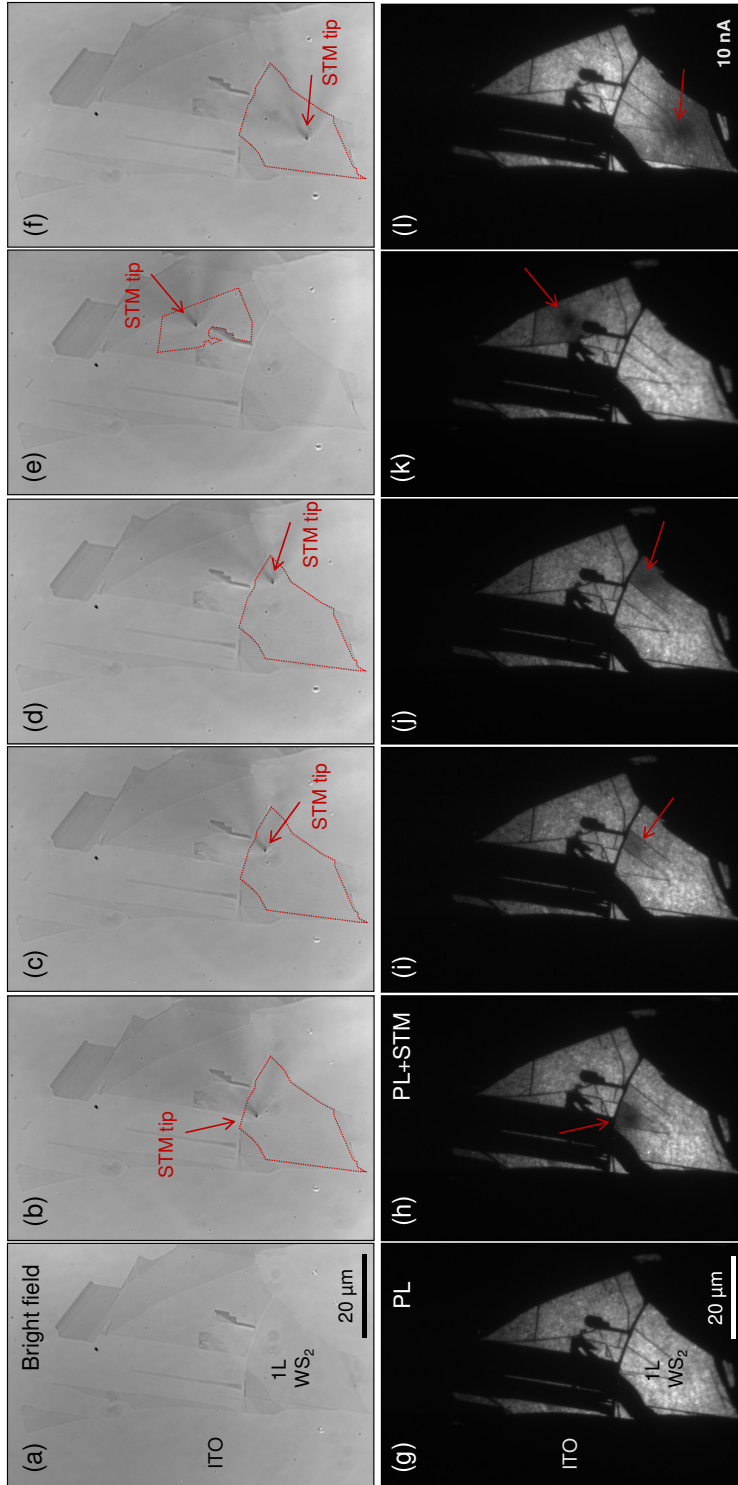 (a)
Bright field
ITO
1L
WS₂
20 µm
(b)
STM tip
(c)
STM tip
(d)
STM tip
(e)
STM tip
(f)
STM tip
(g)
PL
ITO
1L
WS₂
20 µm
(h)
PL+STM
(i)
(j)
(k)
(l)
10 nA